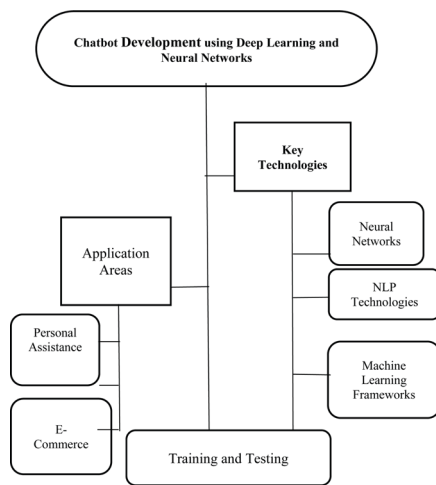 Chatbot Development using Deep Learning and
Neural Networks
Key
Technologies
Neural
Networks
Application
Areas
NLP
Technologies
Personal
Assistance
Machine
Learning
Frameworks
E-
Commerce
Training and Testing